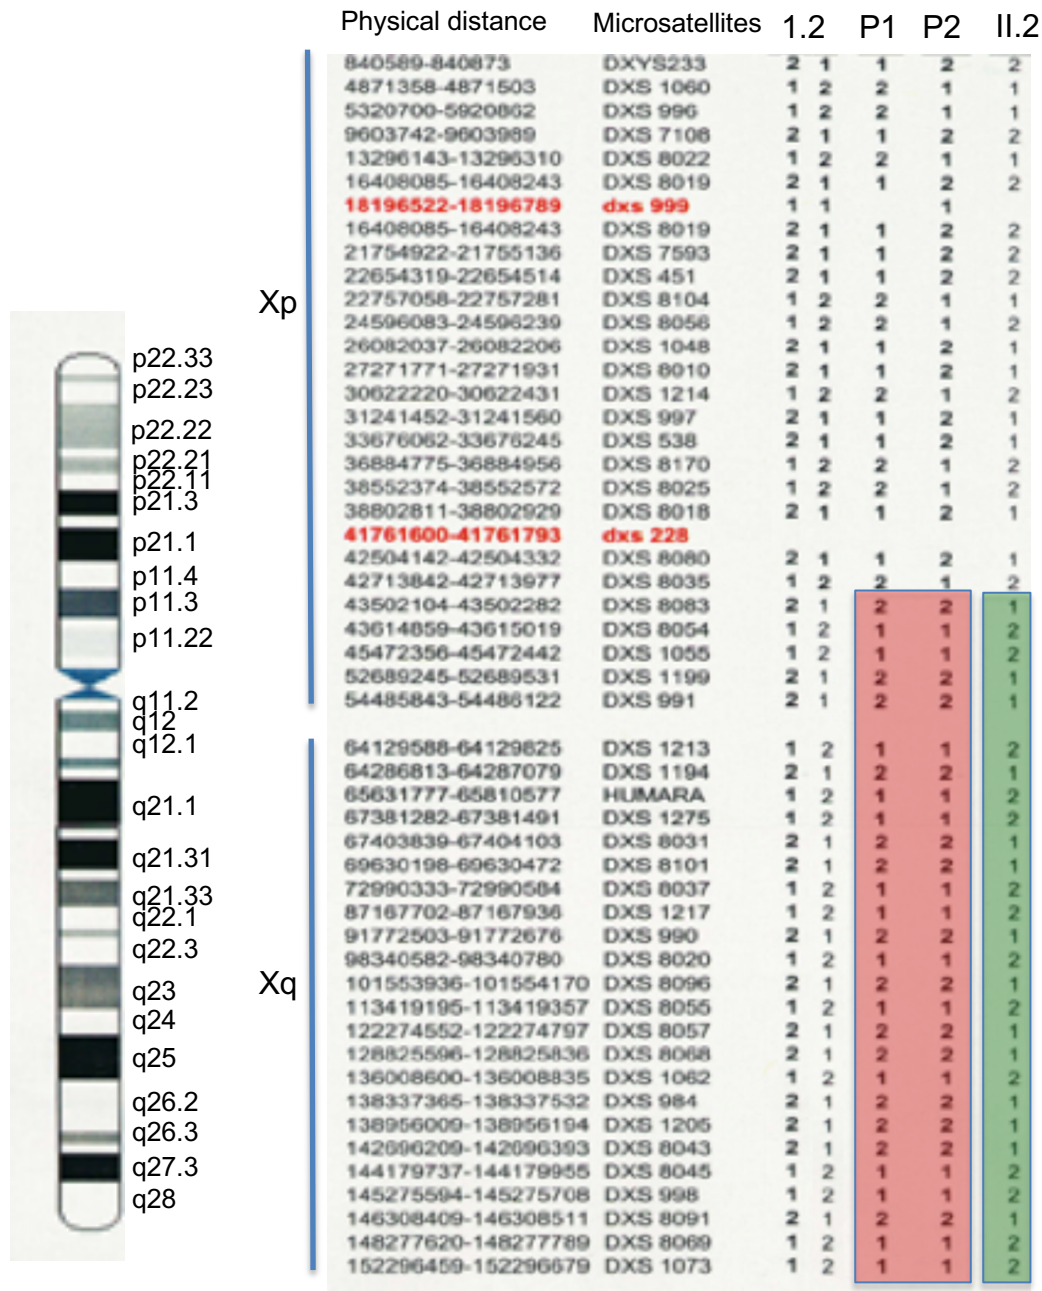 Physical distance Microsatellites 1.2 P1 P2 II.2
p22.33
p22.23
p22.22
p22.21
p22.11
p21.3
p21.1
p11.4
p11.3
p11.22
q11.2
q12
q12.1
q21.1
q21.31
q21.33
q22.1
q22.3
q23
q24
q25
q26.2
q26.3
q27.3
q28
Xp
840589-840873 DXYS233 2 1 1 2 2
4871358-4871503 DXS 1060 1 2 2 1 1
5320700-5920862 DXS 996 1 2 2 1 1
9603742-9603989 DXS 7108 2 1 1 2 2
13296143-13296310 DXS 8022 1 2 2 1 1
16408085-16408243 DXS 8019 2 1 1 2 2
18196522-18196789 dxs 999 1 1 1
16408085-16408243 DXS 8019 2 1 1 2 2
21754922-21755136 DXS 7593 2 1 1 2 2
22654319-22654514 DXS 451 2 1 1 2 2
22757058-22757281 DXS 8104 1 2 2 1 1
24596083-24596239 DXS 8056 1 2 2 1 2
26082037-26082206 DXS 1048 2 1 1 2 1
27271771-27271931 DXS 8010 2 1 1 2 1
30622220-30622431 DXS 1214 1 2 2 1 2
31241452-31241560 DXS 997 2 1 1 2 1
33676062-33676245 DXS 538 2 1 1 2 1
36884775-36884956 DXS 8170 1 2 2 1 2
38552374-38552572 DXS 8025 1 2 2 1 2
38802811-38802929 DXS 8018 2 1 1 2 1
41761600-41761793 dxs 228
42504142-42504332 DXS 8080 2 1 1 2 1
42713842-42713977 DXS 8035 1 2 2 1 2
43502104-43502282 DXS 8083 2 1 2 2 1
43614859-43615019 DXS 8054 1 2 1 1 2
45472356-45472442 DXS 1055 1 2 1 1 2
52689245-52689531 DXS 1199 2 1 2 2 1
54485843-54486122 DXS 991 2 1 2 2 1
Xq
64129588-64129825 DXS 1213 1 2 1 1 2
64286813-64287079 DXS 1194 2 1 2 2 1
65631777-65810577 HUMARA 1 2 1 1 2
67381282-67381491 DXS 1275 1 2 1 1 2
67403839-67404103 DXS 8031 2 1 2 2 1
69630198-69630472 DXS 8101 2 1 2 2 1
72990333-72990584 DXS 8037 1 2 1 1 2
87167702-87167936 DXS 1217 1 2 1 1 2
91772503-91772676 DXS 990 2 1 2 2 1
98340582-98340780 DXS 8020 1 2 1 1 2
101553936-101554170 DXS 8096 2 1 2 2 1
113419195-113419357 DXS 8055 1 2 1 1 2
122274552-122274797 DXS 8057 2 1 2 2 1
128825596-128825836 DXS 8068 2 1 2 2 1
136008600-136008835 DXS 1062 1 2 1 1 2
138337365-138337532 DXS 984 2 1 2 2 1
138956009-138956194 DXS 1205 2 1 2 2 1
142696209-142696393 DXS 8043 2 1 2 2 1
144179737-144179955 DXS 8045 1 2 1 1 2
145275594-145275708 DXS 998 1 2 1 1 2
146308409-146308511 DXS 8091 2 1 2 2 1
148277620-148277789 DXS 8069 1 2 1 1 2
152296459-152296679 DXS 1073 1 2 1 1 2